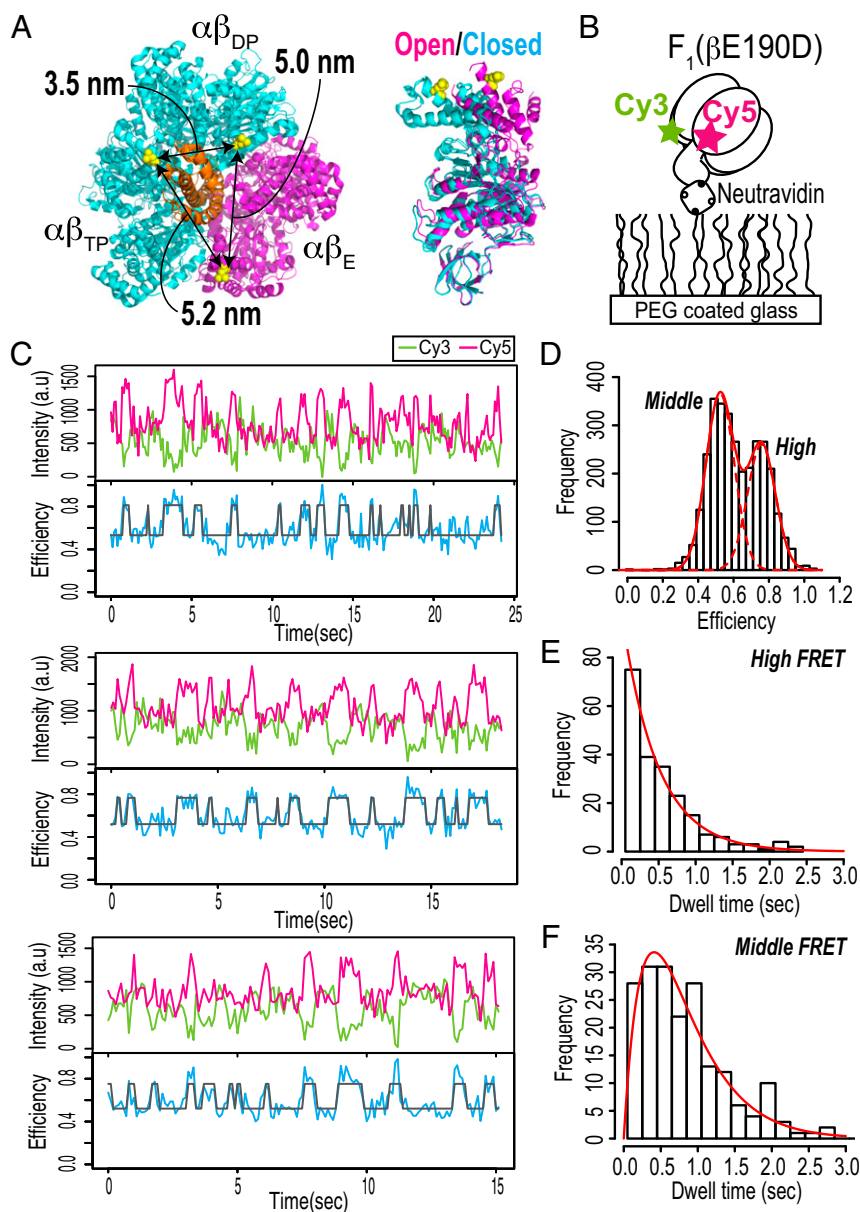 A
αβDP
5.0 nm
3.5 nm
αβTP
αβE
5.2 nm
Open/Closed
B
F1(βE190D)
Cy3
Cy5
Neutravidin
PEG coated glass
C
Cy3 Cy5
Intensity (a.u)
0 500 1000 1500
Efficiency
0.0 0.4 0.8
0 5 10 15 20 25
Time(sec)
Intensity (a.u)
0 1000 2000
Efficiency
0.0 0.4 0.8
0 5 10 15
Time(sec)
Intensity (a.u)
0 500 1000 1500
Efficiency
0.0 0.4 0.8
0 5 10 15
Time(sec)
D
Middle
High
Frequency
0 100 200 300 400
0.0 0.2 0.4 0.6 0.8 1.0 1.2
Efficiency
E
High FRET
Frequency
0 20 40 60 80
0.0 0.5 1.0 1.5 2.0 2.5 3.0
Dwell time (sec)
F
Middle FRET
Frequency
0 5 10 15 20 25 30 35
0.0 0.5 1.0 1.5 2.0 2.5 3.0
Dwell time (sec)